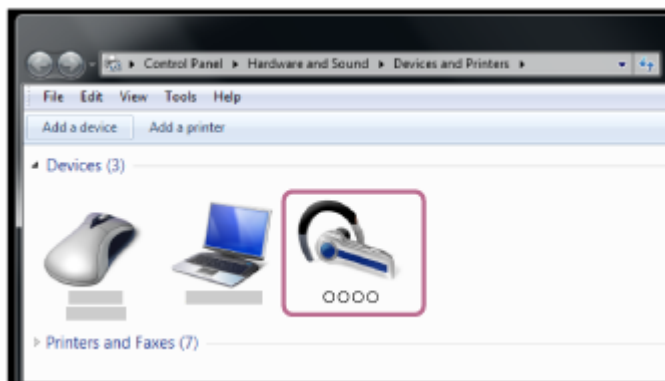 Control Panel ▸ Hardware and Sound ▸ Devices and Printers ▸
File Edit View Tools Help
Add a device Add a printer
Devices (3)
OOOO
Printers and Faxes (7)